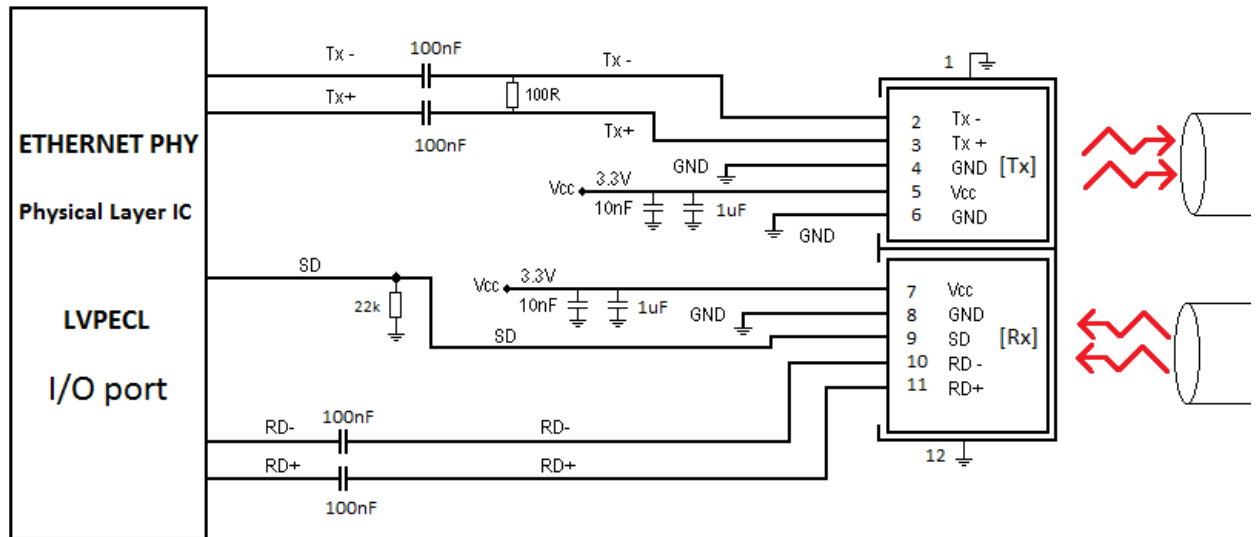 ETHERNET PHY
Physical Layer IC
LVPECL
I/O port
Tx -
100nF
Tx -
Tx+
100nF
100R
Tx+
GND
Vcc
3.3V
10nF
1uF
GND
1
2 Tx -
3 Tx +
4 GND
5 Vcc
6 GND
[Tx]
SD
22k
SD
Vcc
3.3V
10nF
1uF
GND
7 Vcc
8 GND
9 SD
10 RD -
11 RD+
[Rx]
12
RD-
100nF
RD-
RD+
100nF
RD+